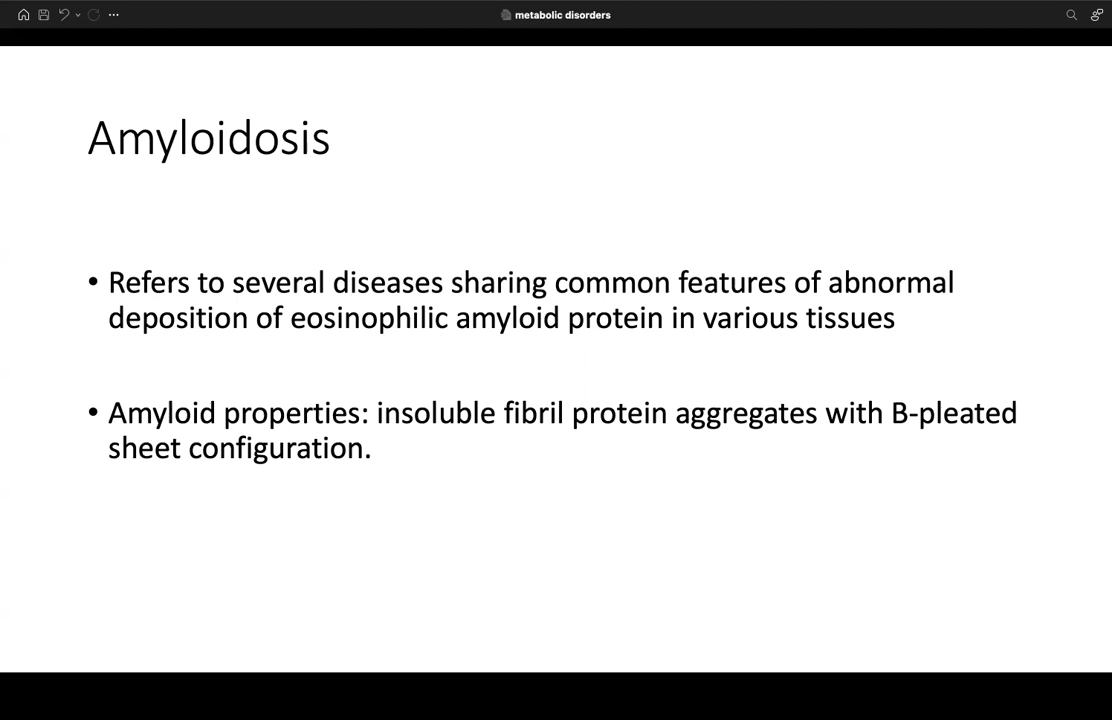 metabolic disorders
Amyloidosis
• Refers to several diseases sharing common features of abnormal
deposition of eosinophilic amyloid protein in various tissues
• Amyloid properties: insoluble fibril protein aggregates with B-pleated
sheet configuration.